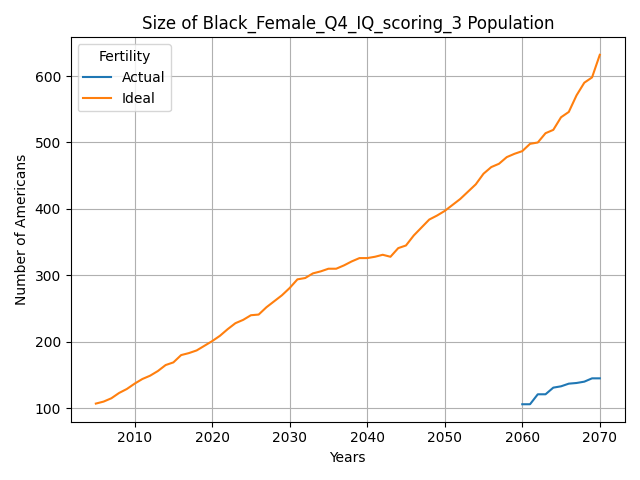 Size of Black_Female_Q4_IQ_scoring_3 Population
Fertility
Actual
Ideal
Number of Americans
600
500
400
300
200
100
2010 2020 2030 2040 2050 2060 2070
Years